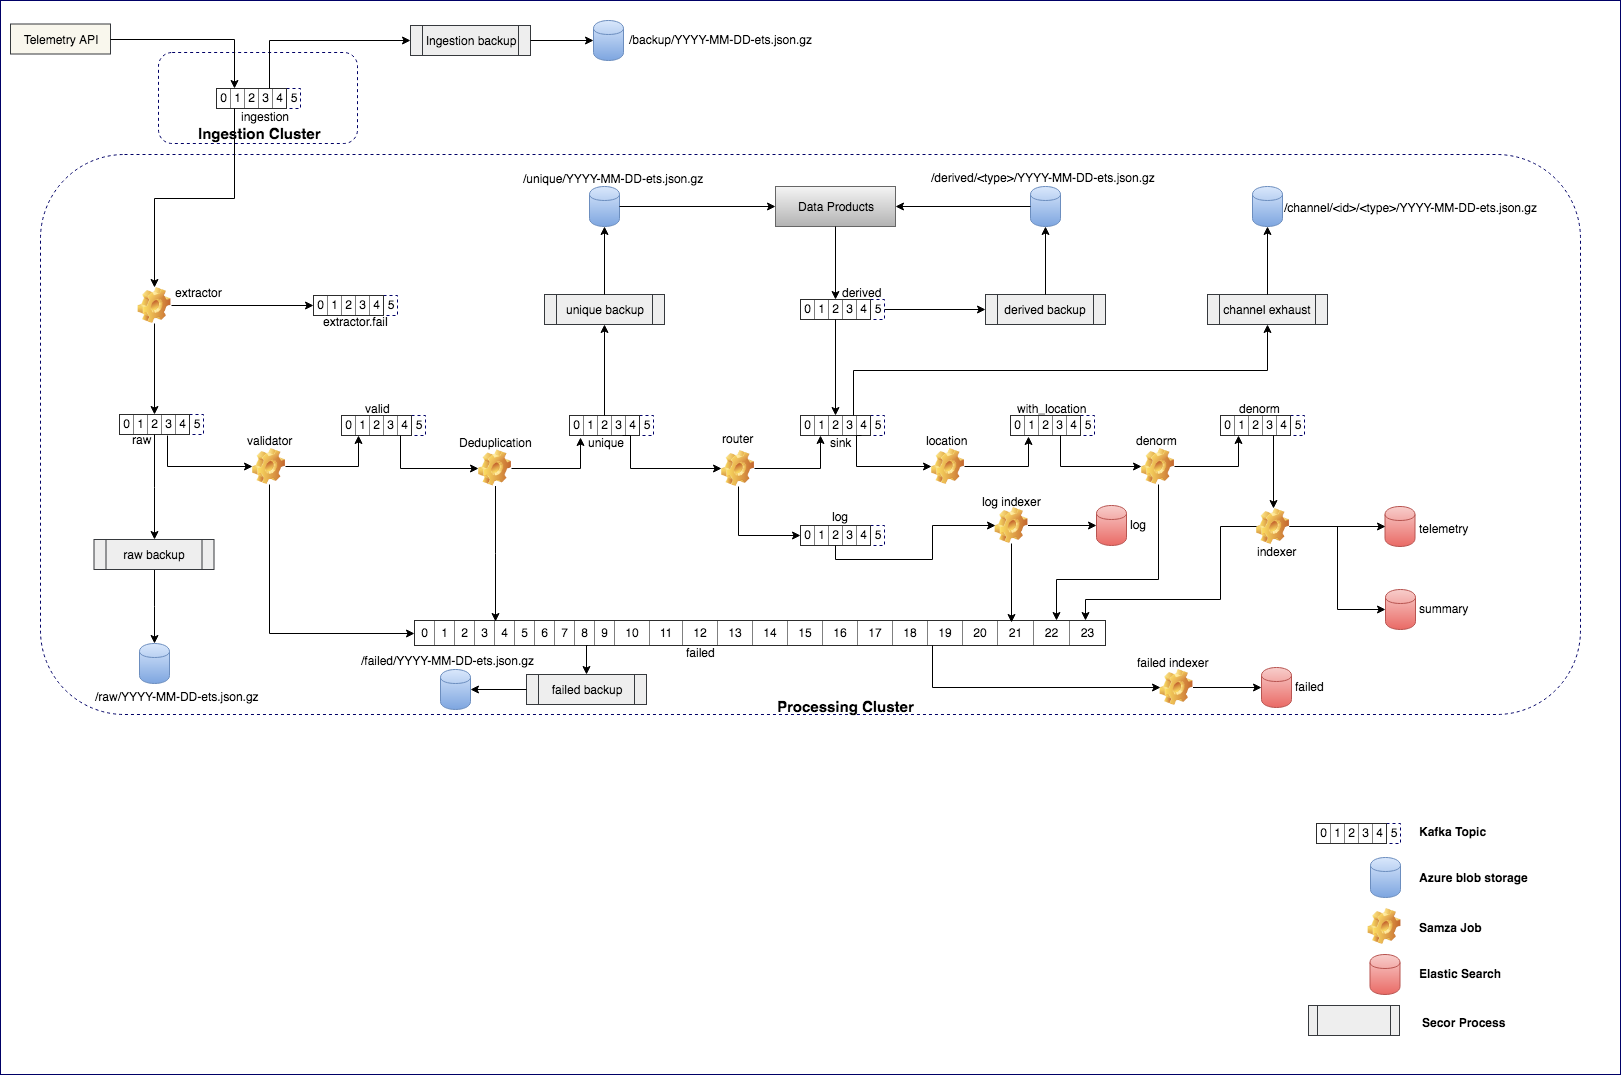 Telemetry API
Ingestion backup
/backup/YYYY-MM-DD-ets.json.gz
0 1 2 3 4 5
ingestion
Ingestion Cluster
/unique/YYYY-MM-DD-ets.json.gz
Data Products
/derived/<type>/YYYY-MM-DD-ets.json.gz
/channel/<id>/<type>/YYYY-MM-DD-ets.json.gz
extractor
0 1 2 3 4 5
extractor.fail
unique backup
derived
0 1 2 3 4 5
derived backup
channel exhaust
0 1 2 3 4 5
raw
validator
valid
0 1 2 3 4 5
Deduplication
0 1 2 3 4 5
unique
router
0 1 2 3 4 5
sink
location
with_location
0 1 2 3 4 5
denorm
denorm
0 1 2 3 4 5
log
0 1 2 3 4 5
log indexer
log
indexer
telemetry
summary
raw backup
/raw/YYYY-MM-DD-ets.json.gz
0 1 2 3 4 5 6 7 8 9 10 11 12 13 14 15 16 17 18 19 20 21 22 23
failed
/failed/YYYY-MM-DD-ets.json.gz
failed backup
failed indexer
failed
Processing Cluster
0 1 2 3 4 5
Kafka Topic
Azure blob storage
Samza Job
Elastic Search
Secor Process